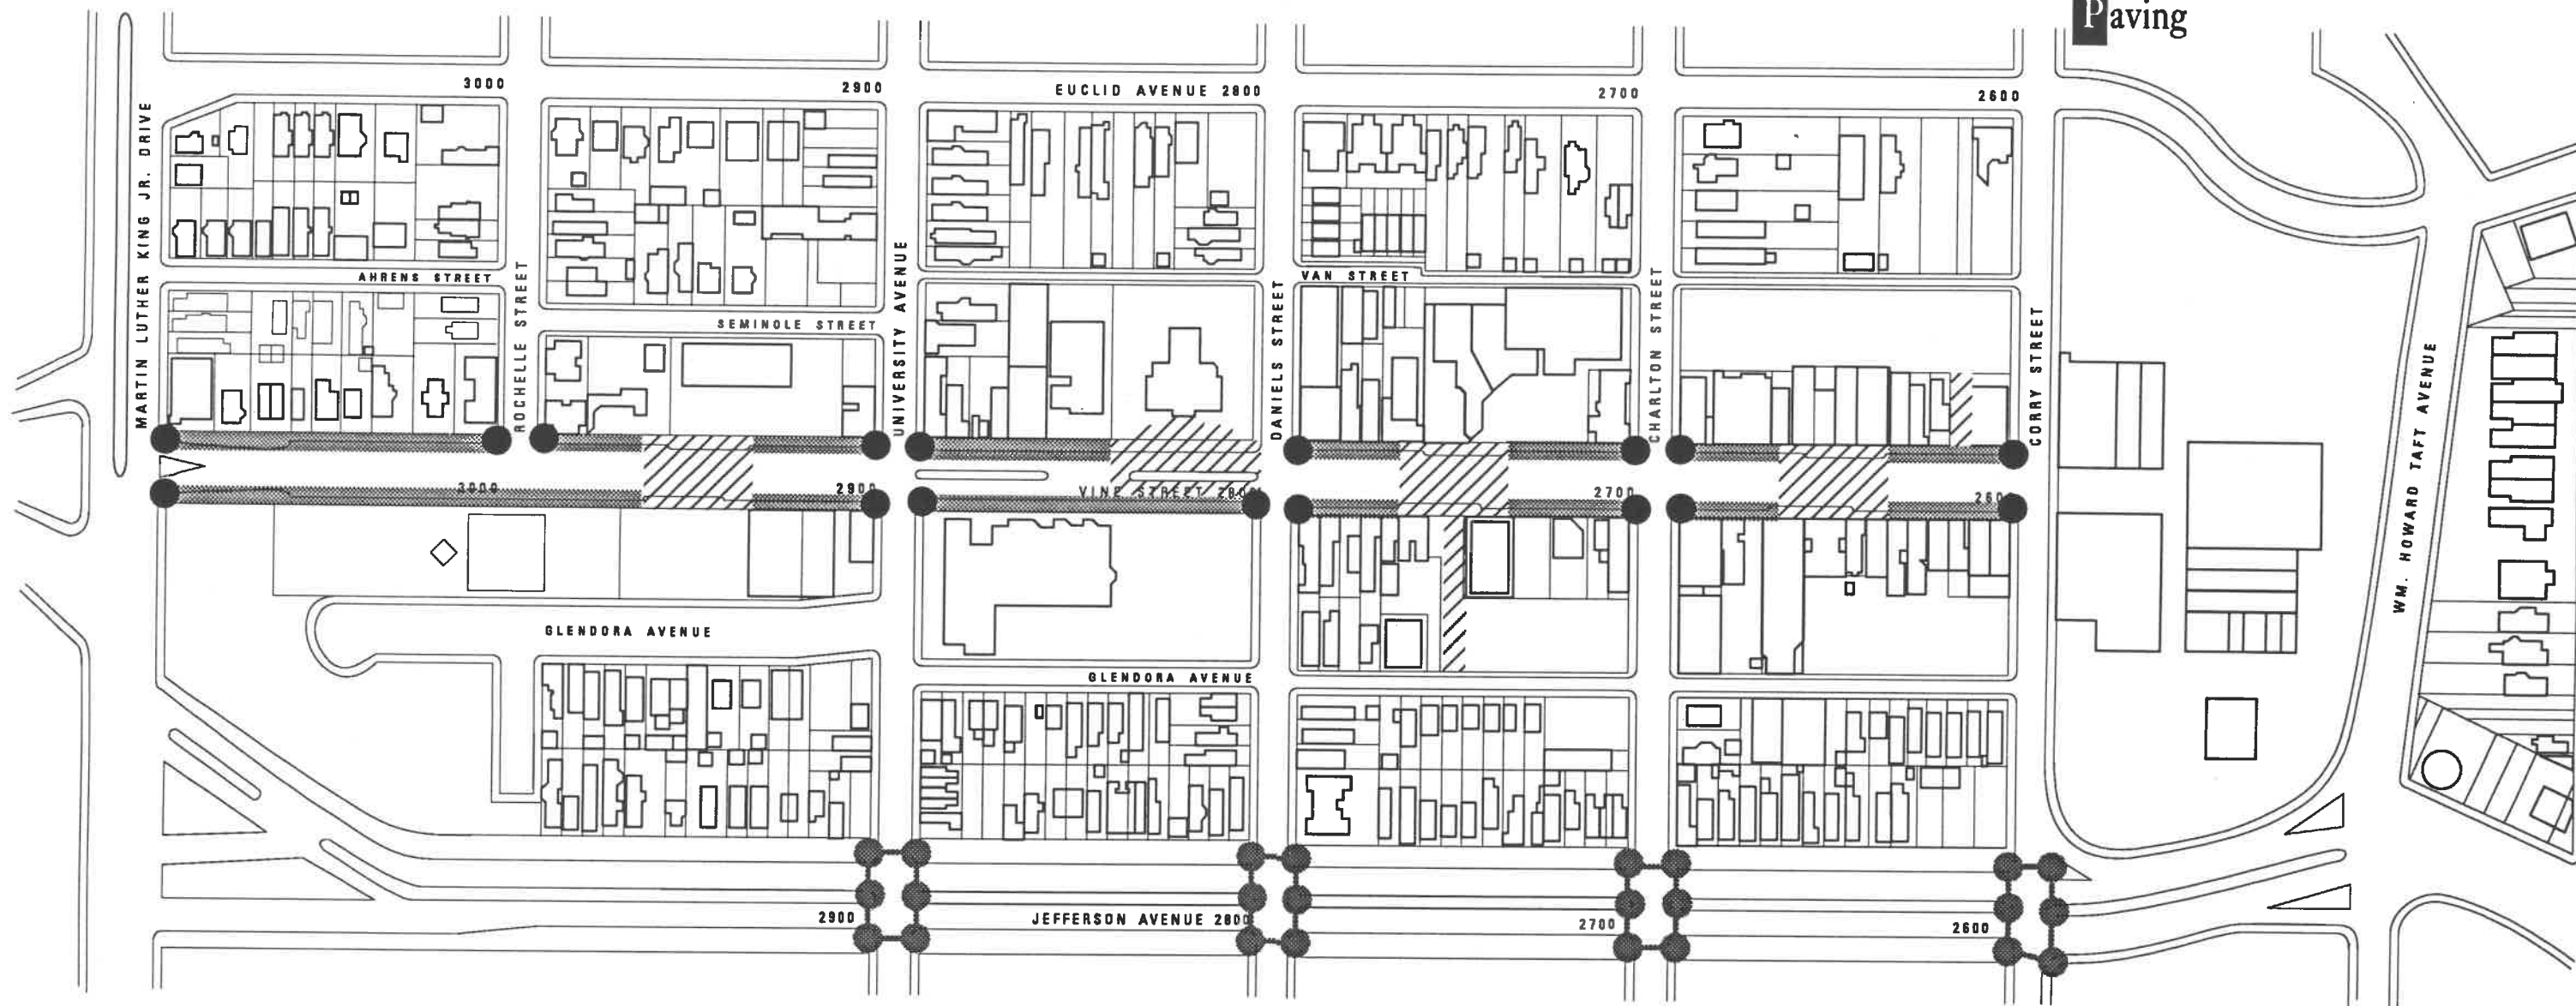 Paving
3000
2900
EUCLID AVENUE 2800
2700
2600
MARTIN LUTHER KING JR. DRIVE
AHRENS STREET
ROCHELLE STREET
SEMINOLE STREET
UNIVERSITY AVENUE
VAN STREET
DANIELS STREET
CHARLTON STREET
CORRY STREET
WM. HOWARD TAFT AVENUE
3000
2900
VINE STREET 2800
2700
2600
GLENDORA AVENUE
GLENDORA AVENUE
2900
JEFFERSON AVENUE 2800
2700
2600